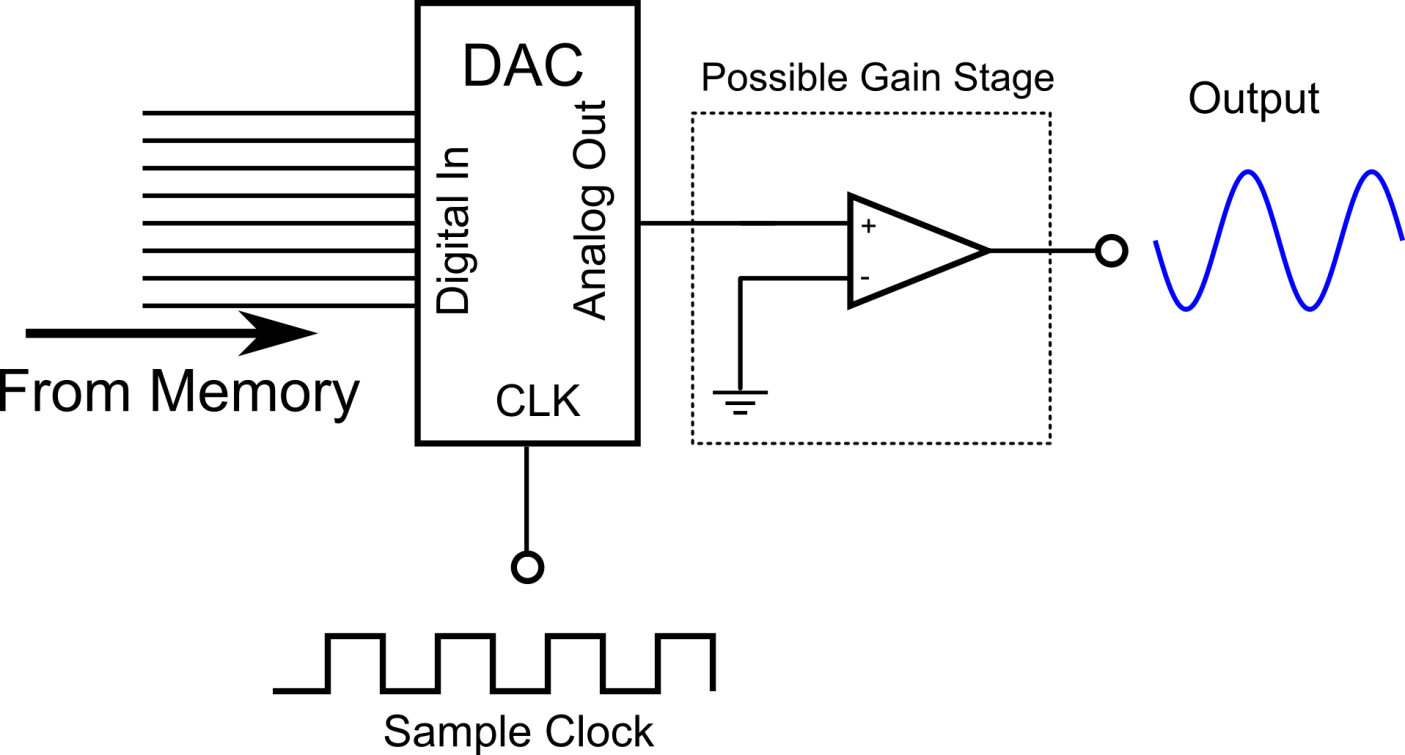 DAC
Digital In
Analog Out
CLK
Possible Gain Stage
+
-
Output
From Memory
Sample Clock